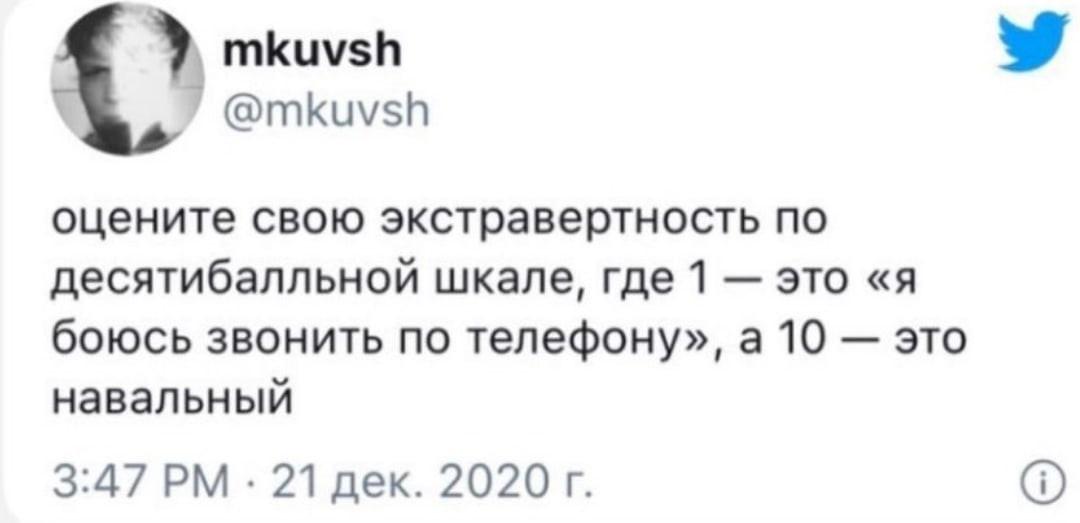 mkuvsh
@mkuvsh
оцените свою экстравертность по
десятибалльной шкале, где 1 — это «я
боюсь звонить по телефону», а 10 — это
навальный
3:47 PM · 21 дек. 2020 г.